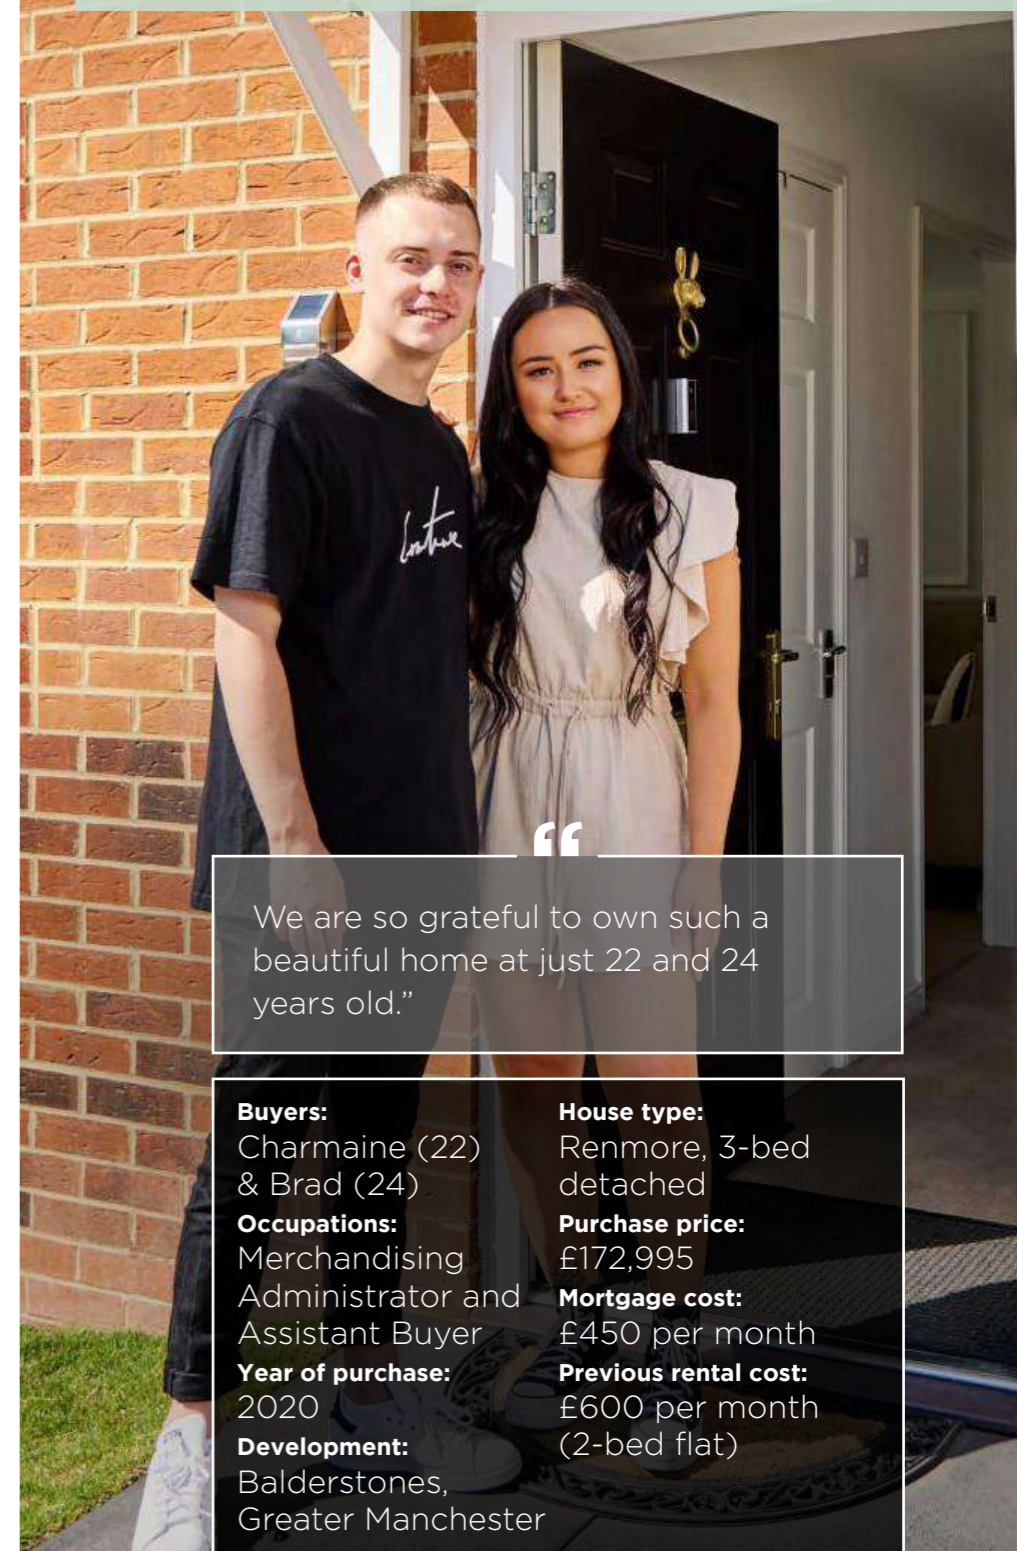 “
We are so grateful to own such a
beautiful home at just 22 and 24
years old.”
Buyers:
Charmaine (22)
& Brad (24)
Occupations:
Merchandising
Administrator and
Assistant Buyer
Year of purchase:
2020
Development:
Balderstones,
Greater Manchester
House type:
Renmore, 3-bed
detached
Purchase price:
£172,995
Mortgage cost:
£450 per month
Previous rental cost:
£600 per month
(2-bed flat)